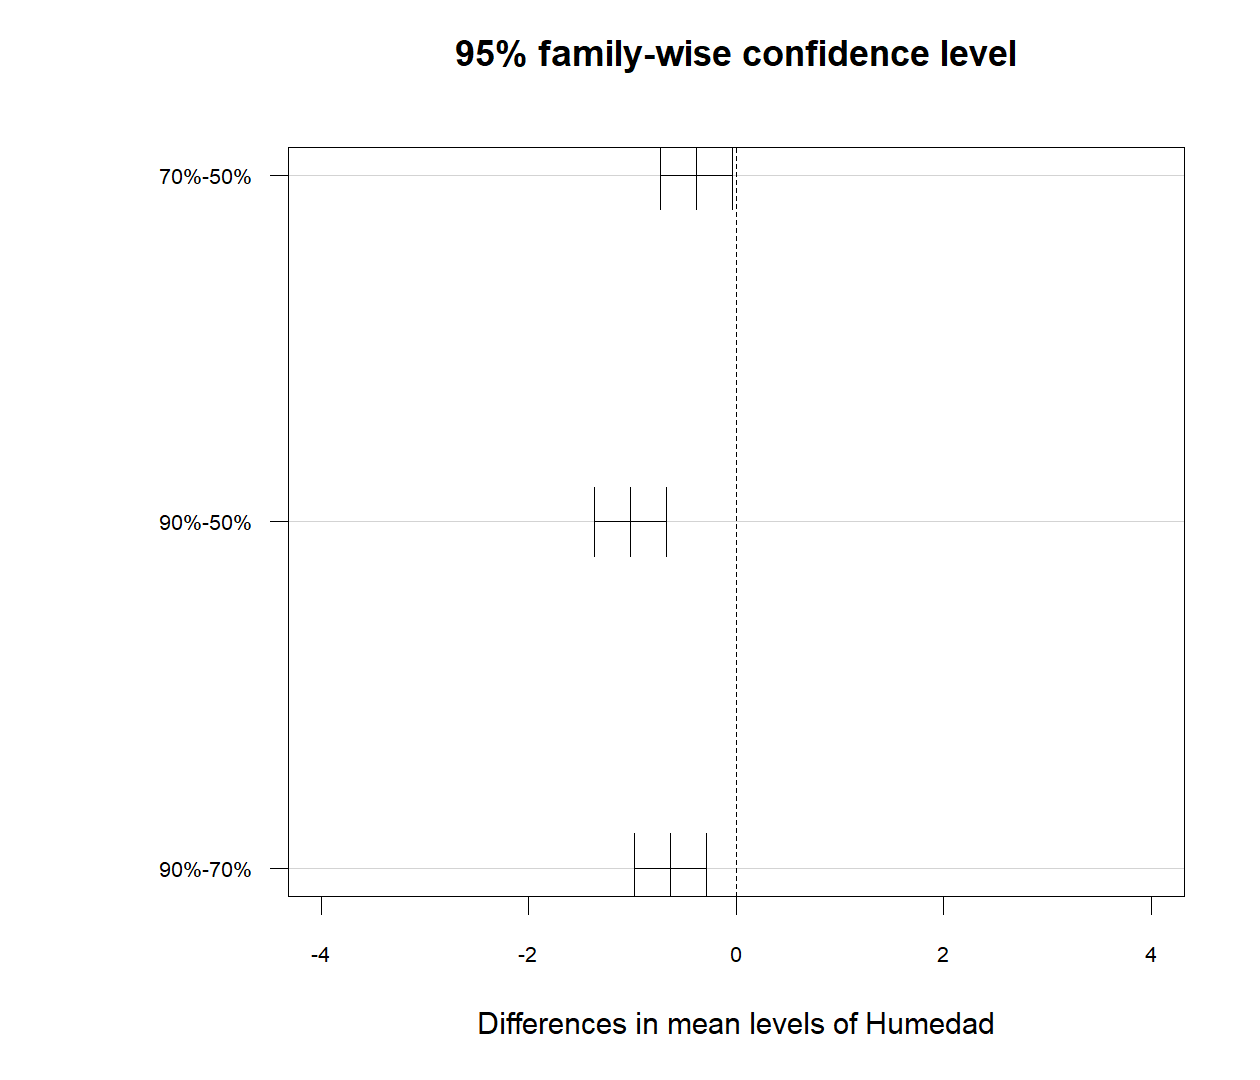 95% family-wise confidence level
70%-50%
90%-50%
90%-70%
-4 -2 0 2 4
Differences in mean levels of Humedad